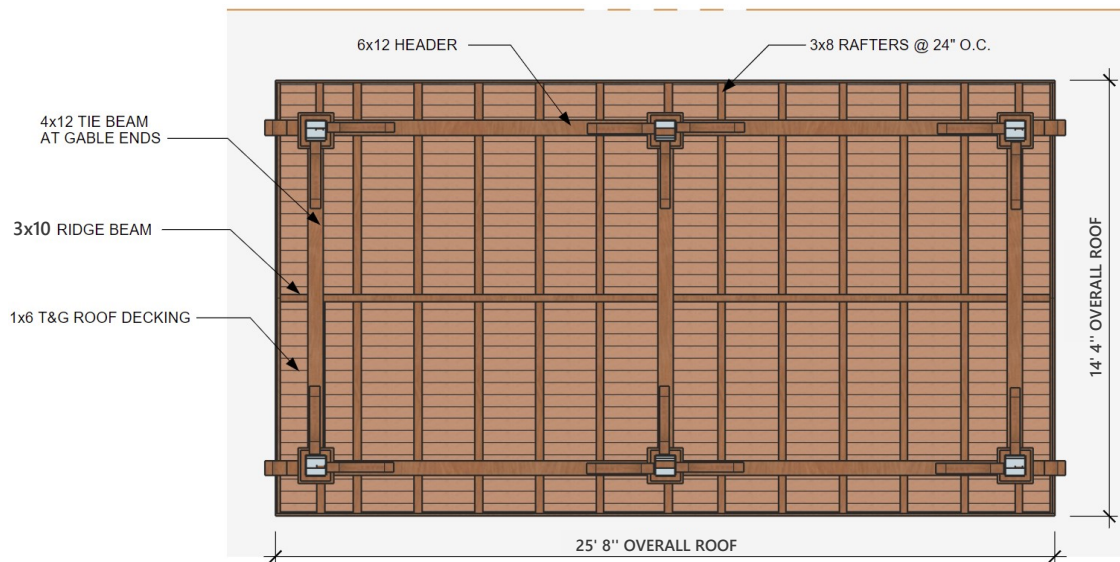 6x12 HEADER
3x8 RAFTERS @ 24" O.C.
4x12 TIE BEAM
AT GABLE ENDS
3x10 RIDGE BEAM
1x6 T&G ROOF DECKING
14' 4'' OVERALL ROOF
25' 8'' OVERALL ROOF